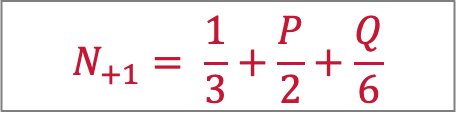 N₊₁ = 1/3 + P/2 + Q/6